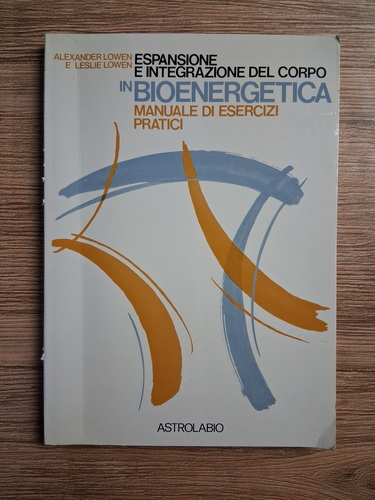 ALEXANDER LOWEN
E LESLIE LOWEN
ESPANSIONE
E INTEGRAZIONE DEL CORPO
IN BIOENERGETICA
MANUALE DI ESERCIZI
PRATICI
ASTROLABIO